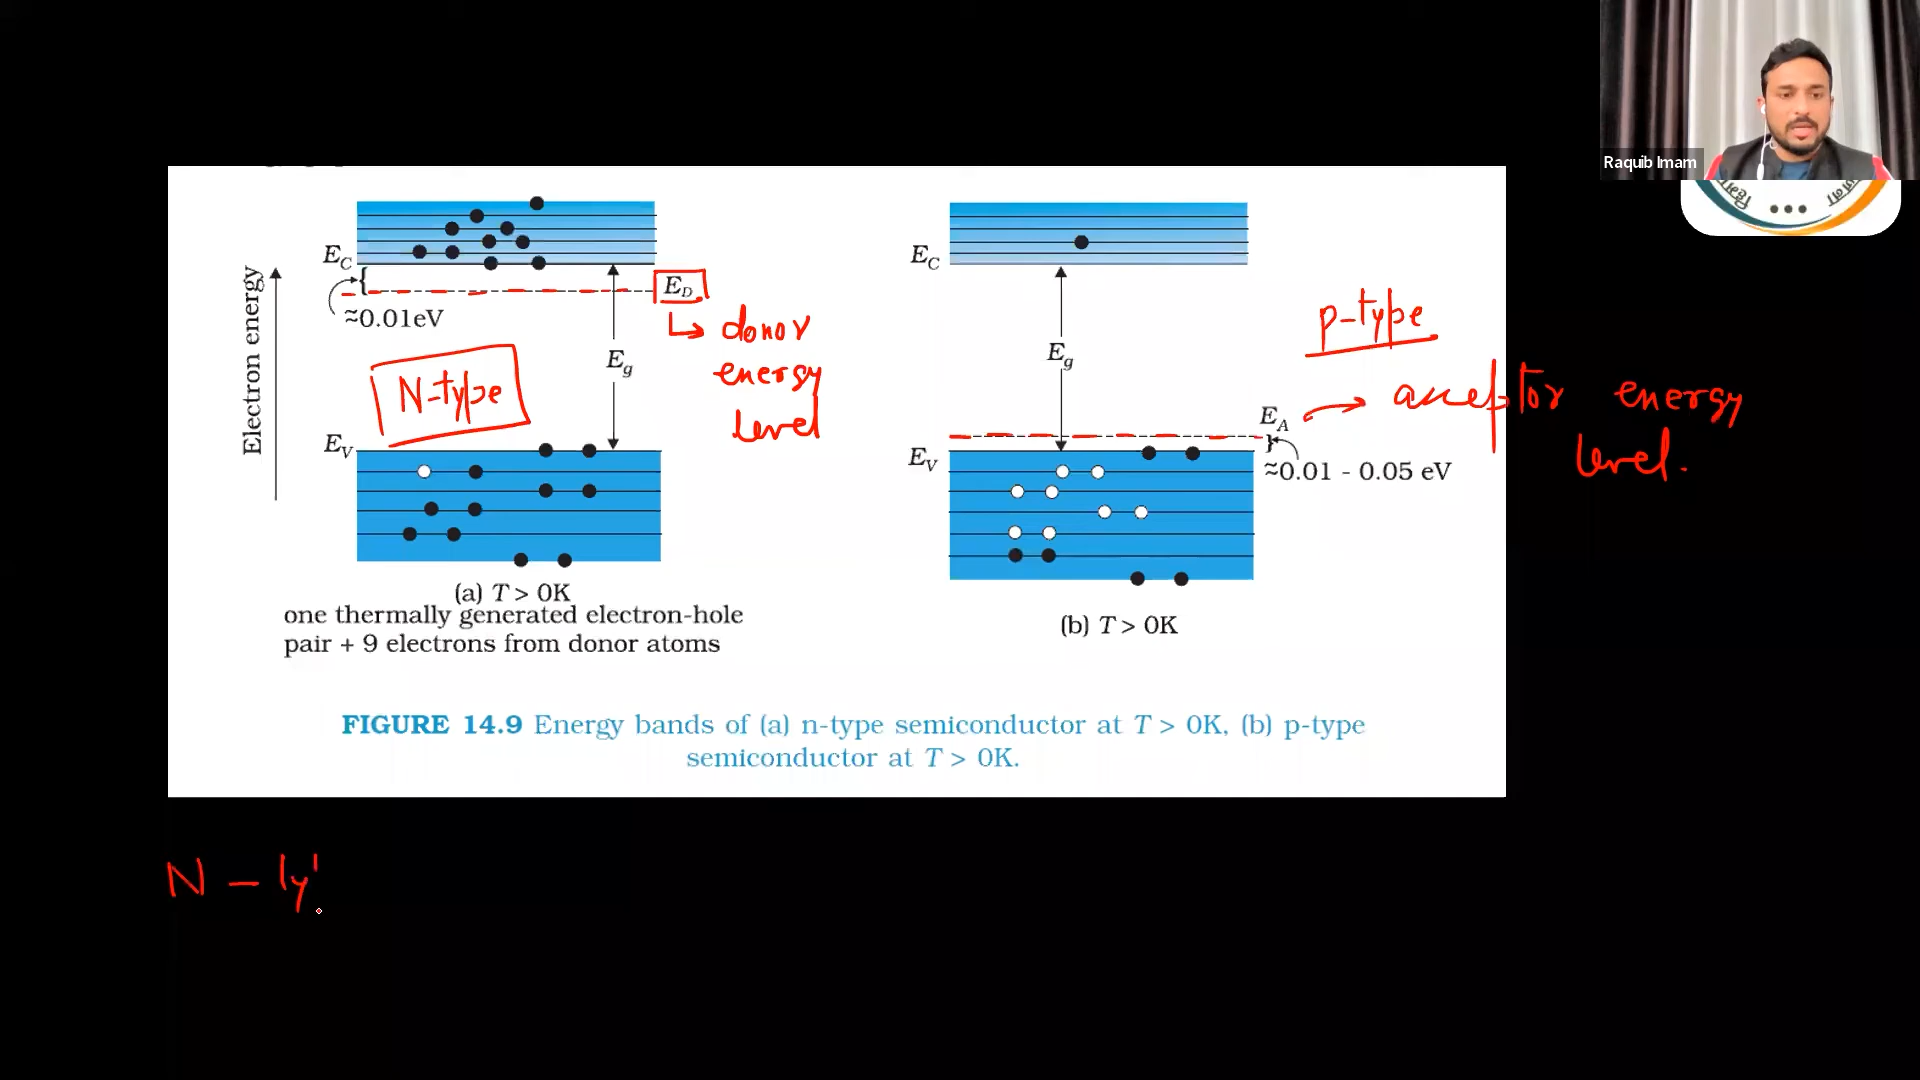 Raquib Imam
E_C
E_D
≈0.01eV
donor
energy
level
N-type
E_g
E_V
Electron energy
(a) T > 0K
one thermally generated electron-hole
pair + 9 electrons from donor atoms
E_C
E_g
p-type
E_A
acceptor energy
level.
E_V
≈0.01 - 0.05 eV
(b) T > 0K
FIGURE 14.9 Energy bands of (a) n-type semiconductor at T > 0K, (b) p-type
semiconductor at T > 0K.
N - ty